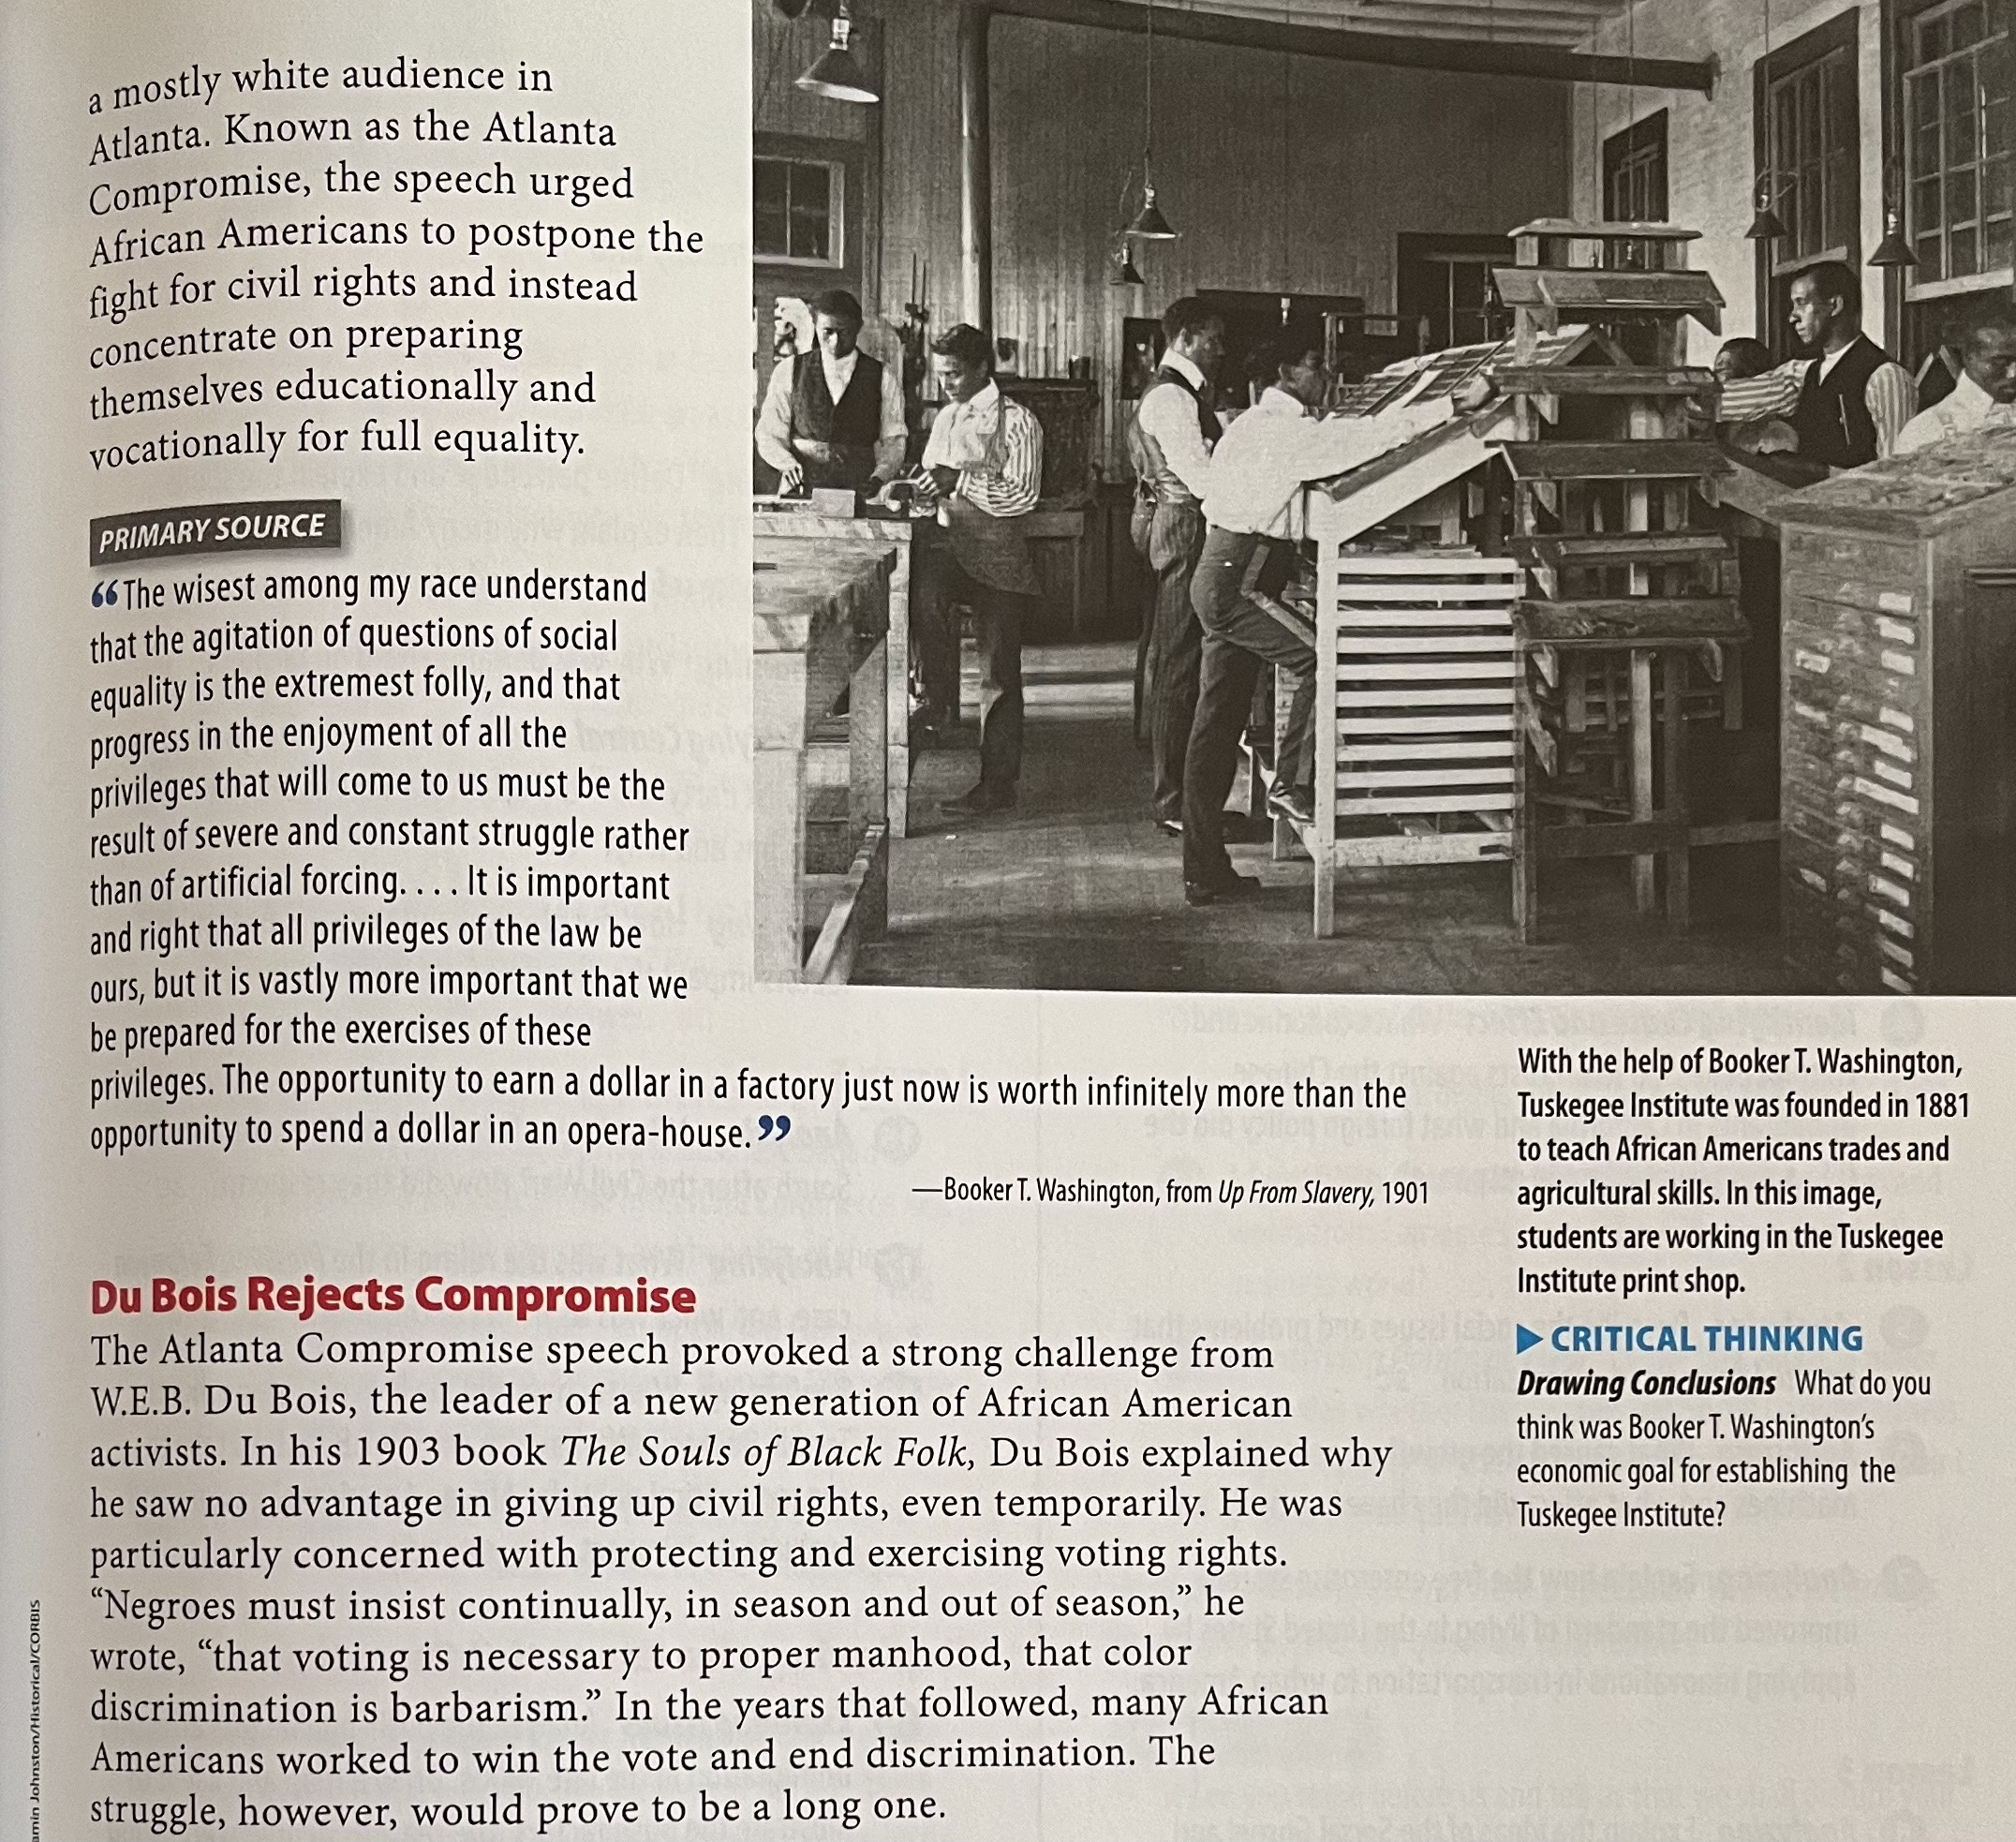 a mostly white audience in
Atlanta. Known as the Atlanta
Compromise, the speech urged
African Americans to postpone the
fight for civil rights and instead
concentrate on preparing
themselves educationally and
vocationally for full equality.
PRIMARY SOURCE
“The wisest among my race understand
that the agitation of questions of social
equality is the extremest folly, and that
progress in the enjoyment of all the
privileges that will come to us must be the
result of severe and constant struggle rather
than of artificial forcing. . . . It is important
and right that all privileges of the law be
ours, but it is vastly more important that we
be prepared for the exercises of these
privileges. The opportunity to earn a dollar in a factory just now is worth infinitely more than the
opportunity to spend a dollar in an opera-house.”
—Booker T. Washington, from Up From Slavery, 1901
Du Bois Rejects Compromise
The Atlanta Compromise speech provoked a strong challenge from
W.E.B. Du Bois, the leader of a new generation of African American
activists. In his 1903 book The Souls of Black Folk, Du Bois explained why
he saw no advantage in giving up civil rights, even temporarily. He was
particularly concerned with protecting and exercising voting rights.
“Negroes must insist continually, in season and out of season,” he
wrote, “that voting is necessary to proper manhood, that color
discrimination is barbarism.” In the years that followed, many African
Americans worked to win the vote and end discrimination. The
struggle, however, would prove to be a long one.
With the help of Booker T. Washington,
Tuskegee Institute was founded in 1881
to teach African Americans trades and
agricultural skills. In this image,
students are working in the Tuskegee
Institute print shop.
▶ CRITICAL THINKING
Drawing Conclusions What do you
think was Booker T. Washington’s
economic goal for establishing the
Tuskegee Institute?
Johnston/Historical/CORBIS